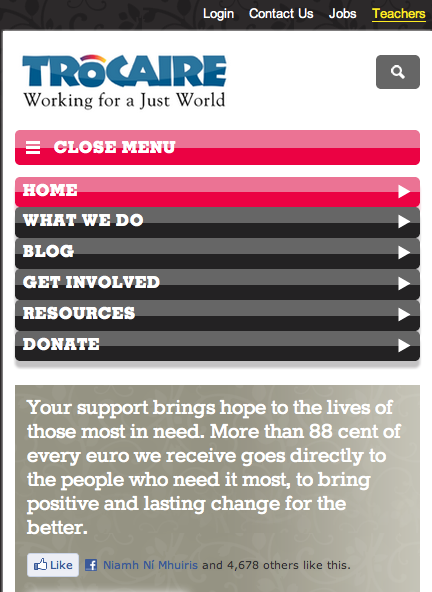 Login Contact Us Jobs Teachers
TRÓCAIRE
Working for a Just World
CLOSE MENU
HOME
WHAT WE DO
BLOG
GET INVOLVED
RESOURCES
DONATE
Your support brings hope to the lives of
those most in need. More than 88 cent of
every euro we receive goes directly to
the people who need it most, to bring
positive and lasting change for the
better.
Like Niamh Ní Mhuiris and 4,678 others like this.